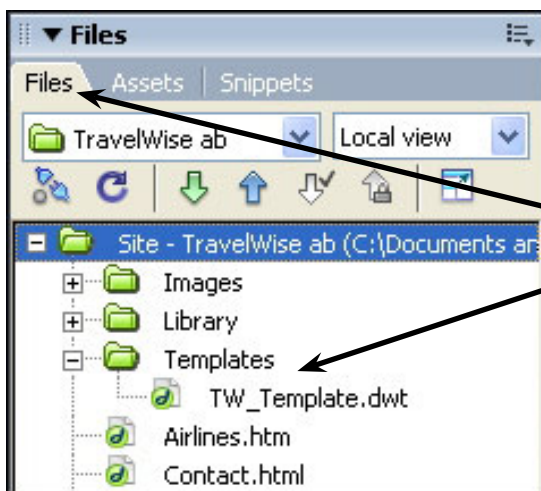 Files
Files Assets Snippets
TravelWise ab Local view
Site - TravelWise ab (C:\Documents an
Images
Library
Templates
TW_Template.dwt
Airlines.htm
Contact.html